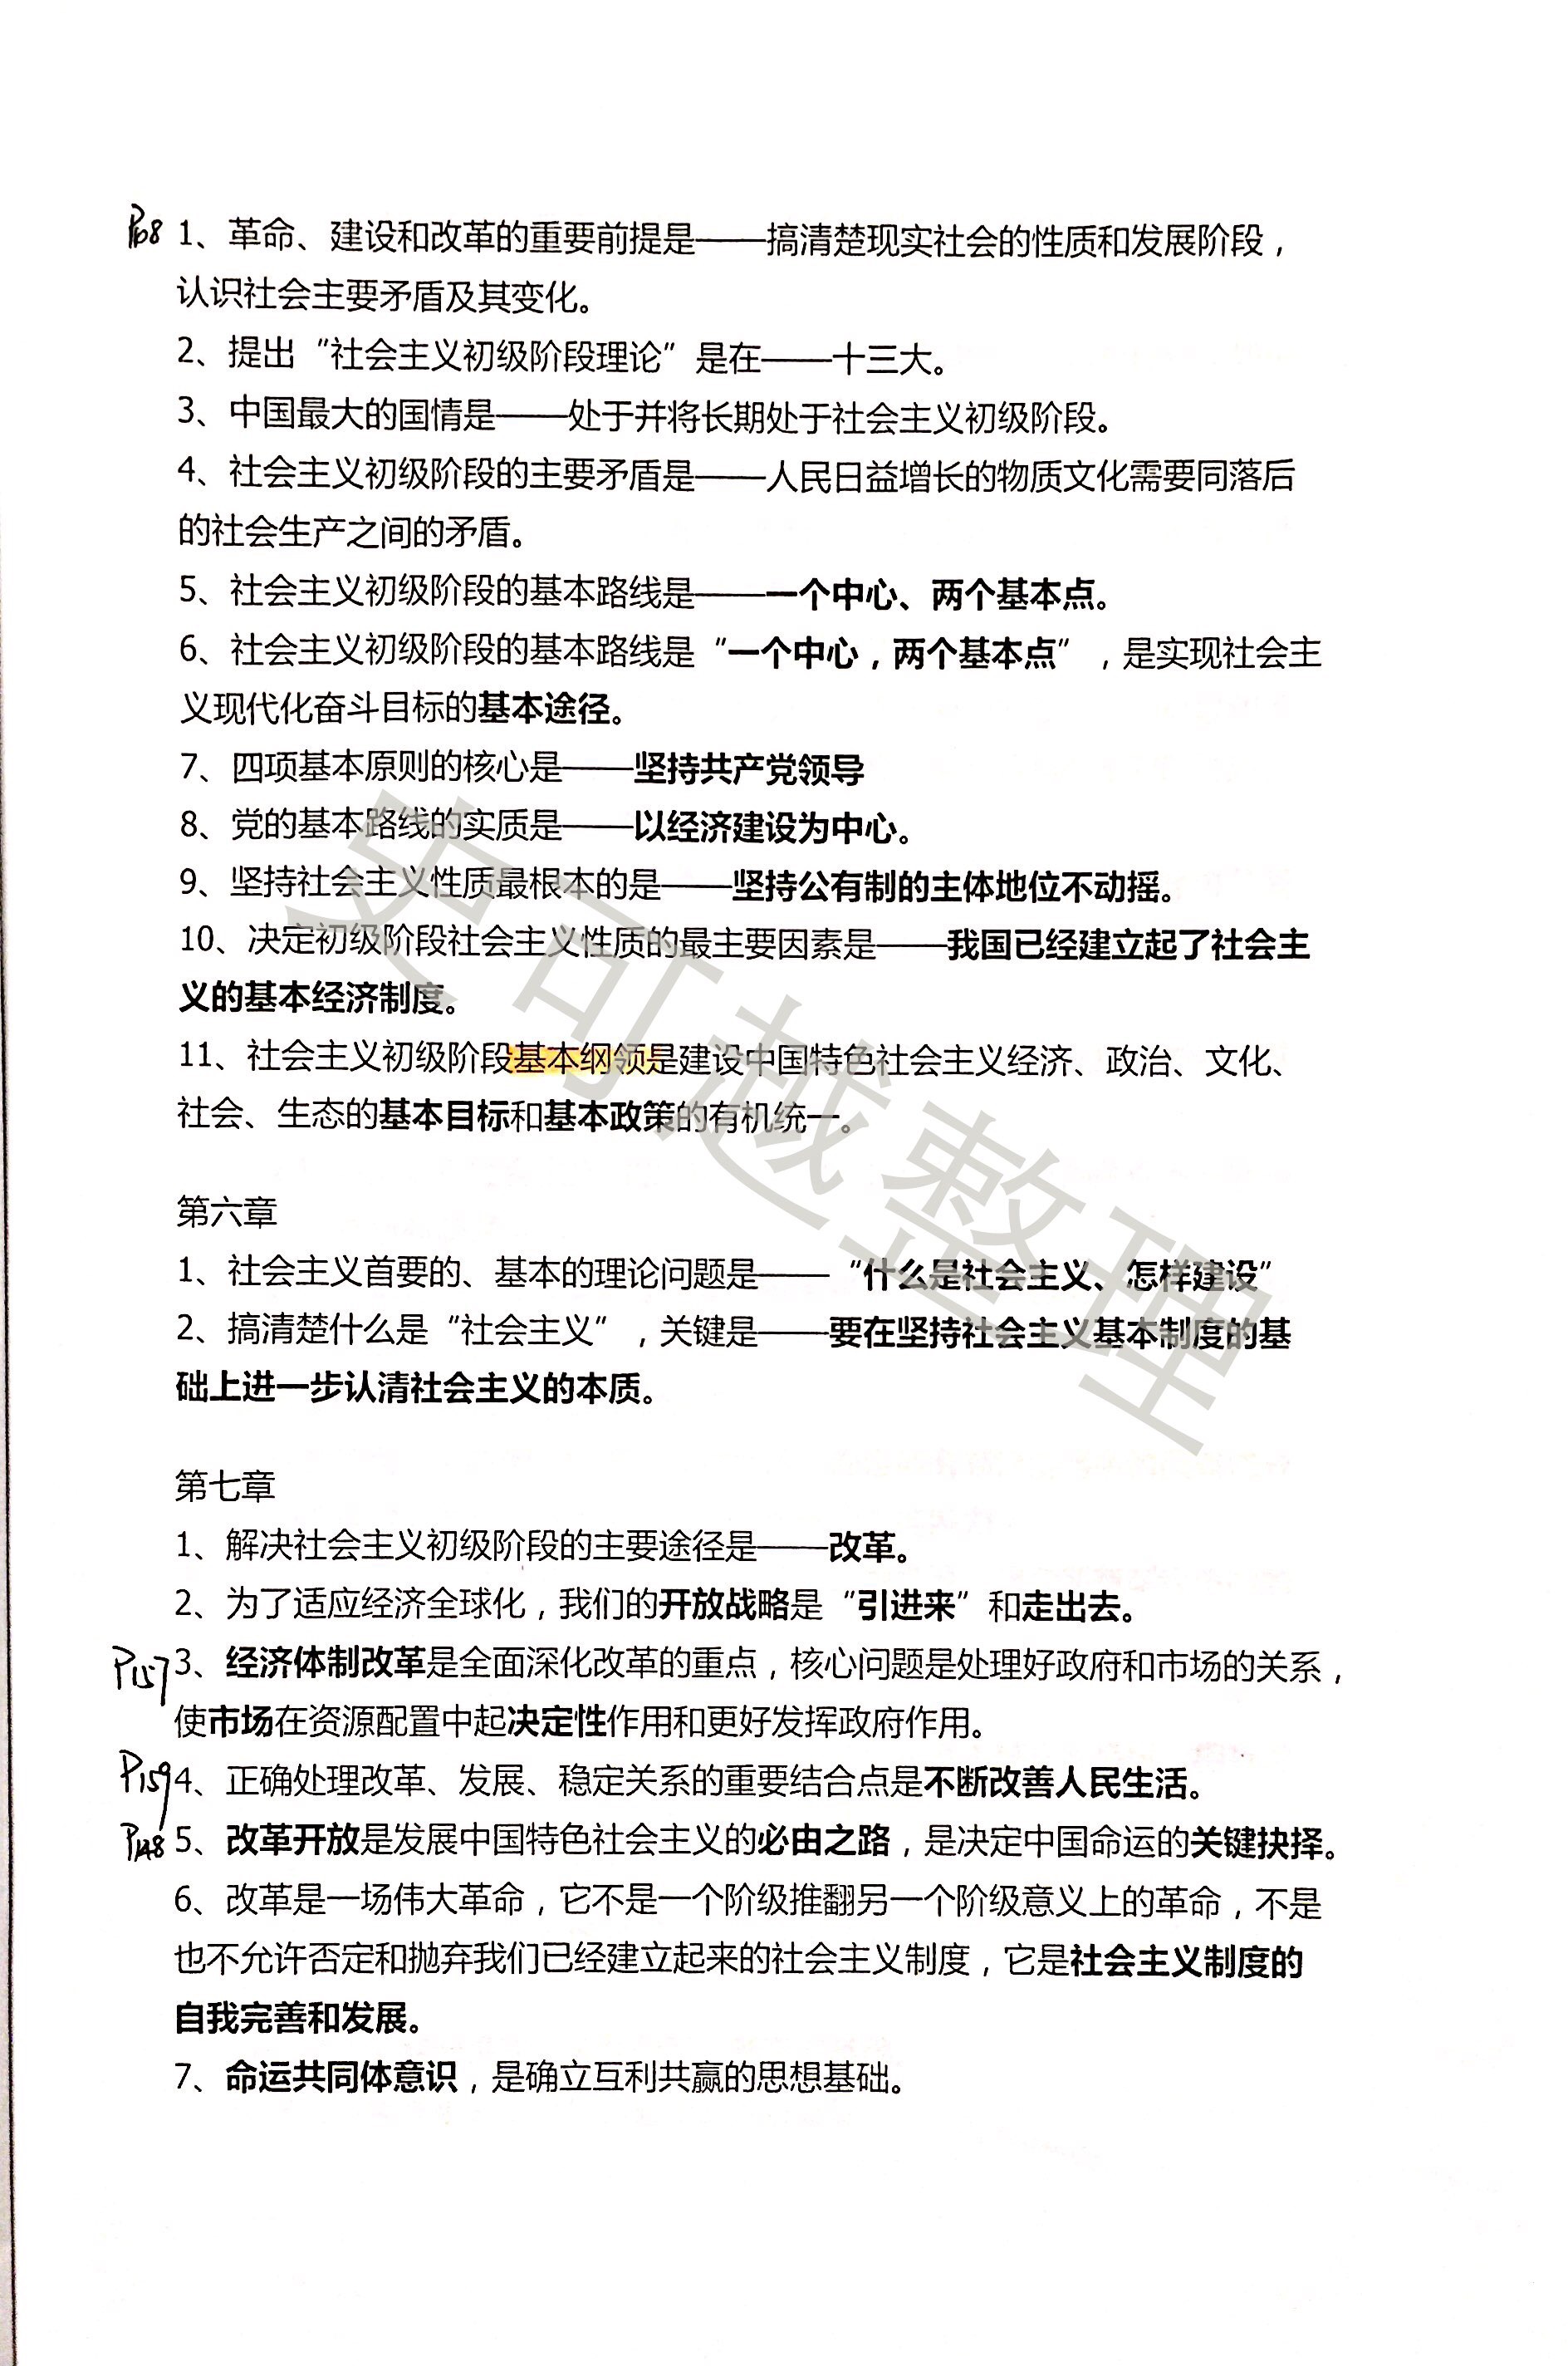 P108 1、革命、建设和改革的重要前提是——搞清楚现实社会的性质和发展阶段，
认识社会主要矛盾及其变化。
2、提出“社会主义初级阶段理论”是在——十三大。
3、中国最大的国情是——处于并将长期处于社会主义初级阶段。
4、社会主义初级阶段的主要矛盾是——人民日益增长的物质文化需要同落后
的社会生产之间的矛盾。
5、社会主义初级阶段的基本路线是——一个中心、两个基本点。
6、社会主义初级阶段的基本路线是“一个中心，两个基本点”，是实现社会主
义现代化奋斗目标的基本途径。
7、四项基本原则的核心是——坚持共产党领导
8、党的基本路线的实质是——以经济建设为中心。
9、坚持社会主义性质最根本的是——坚持公有制的主体地位不动摇。
10、决定初级阶段社会主义性质的最主要因素是——我国已经建立起了社会主
义的基本经济制度。
11、社会主义初级阶段基本纲领是建设中国特色社会主义经济、政治、文化、
社会、生态的基本目标和基本政策的有机统一。
第六章
1、社会主义首要的、基本的理论问题是——“什么是社会主义、怎样建设”
2、搞清楚什么是“社会主义”，关键是——要在坚持社会主义基本制度的基
础上进一步认清社会主义的本质。
第七章
1、解决社会主义初级阶段的主要途径是——改革。
2、为了适应经济全球化，我们的开放战略是“引进来”和走出去。
P157 3、经济体制改革是全面深化改革的重点，核心问题是处理好政府和市场的关系，
使市场在资源配置中起决定性作用和更好发挥政府作用。
P159 4、正确处理改革、发展、稳定关系的重要结合点是不断改善人民生活。
P148 5、改革开放是发展中国特色社会主义的必由之路，是决定中国命运的关键抉择。
6、改革是一场伟大革命，它不是一个阶级推翻另一个阶级意义上的革命，不是
也不允许否定和抛弃我们已经建立起来的社会主义制度，它是社会主义制度的
自我完善和发展。
7、命运共同体意识，是确立互利共赢的思想基础。
史可越整理